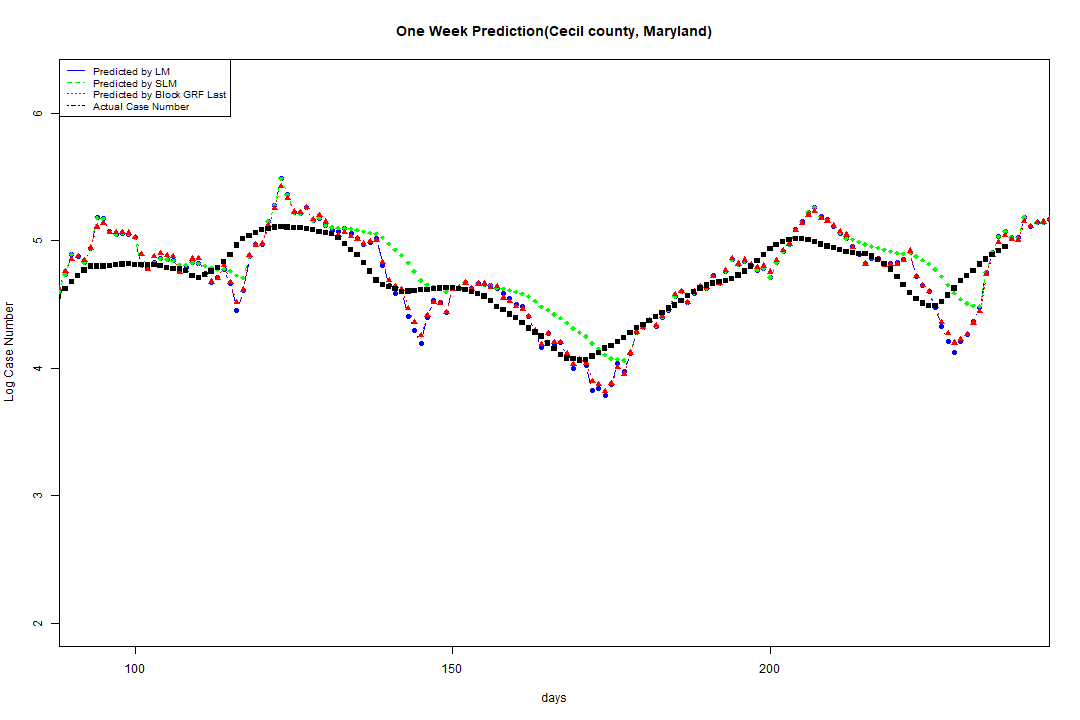 One Week Prediction(Cecil county, Maryland)
Predicted by LM
Predicted by SLM
Predicted by Block GRF Last
Actual Case Number
6
5
4
3
2
Log Case Number
100 150 200
days